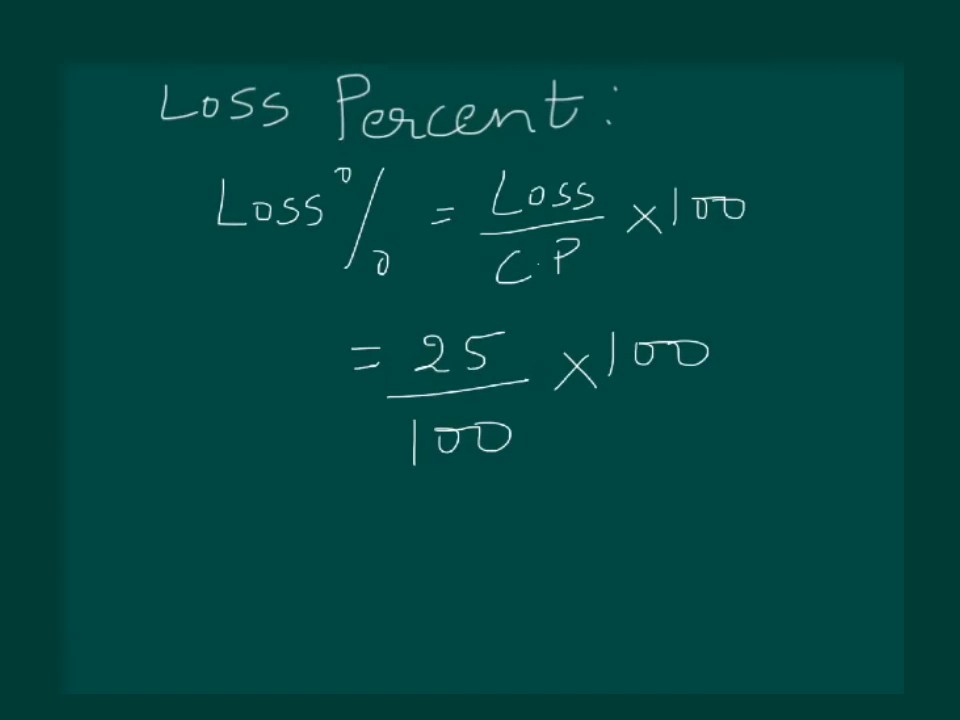 Loss Percent:
Loss % = Loss / C.P × 100
= 25 / 100 × 100